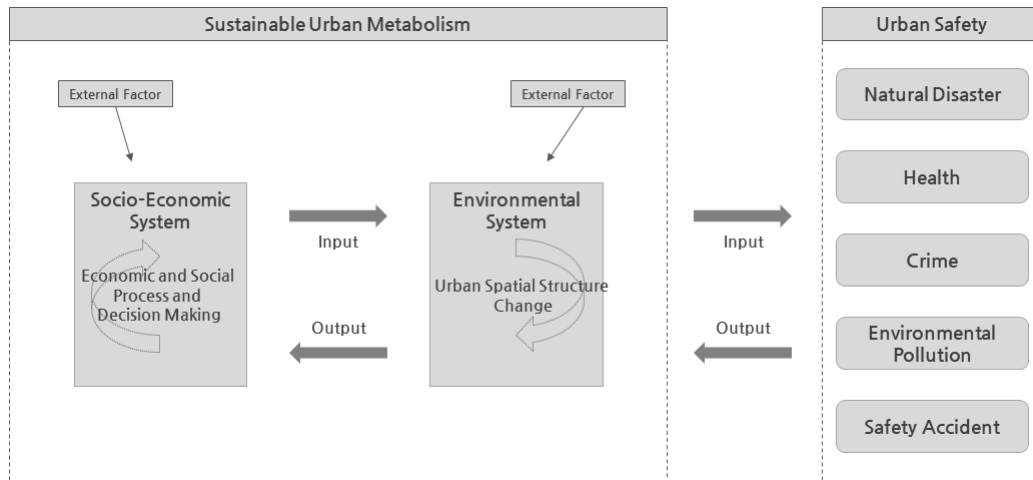 Sustainable Urban Metabolism
Urban Safety
External Factor
External Factor
Socio-Economic
System
Economic and Social
Process and
Decision Making
Input
Output
Environmental
System
Urban Spatial Structure
Change
Input
Output
Natural Disaster
Health
Crime
Environmental
Pollution
Safety Accident